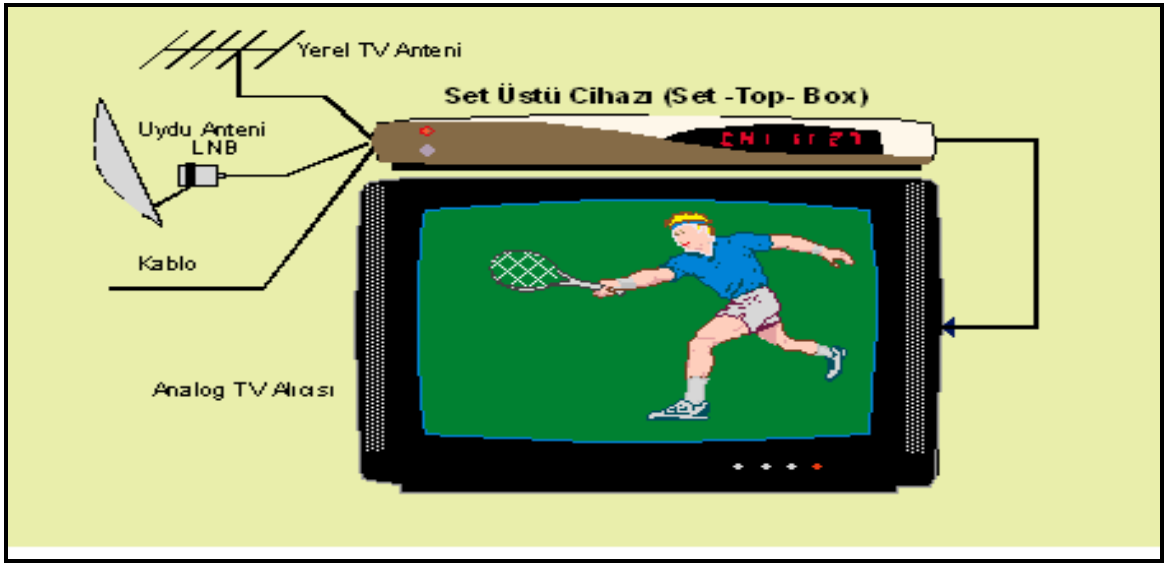 Yerel TV Anteni
Set Üstü Cihazı (Set -Top- Box)
Uydu Anteni
LNB
Kablo
Analog TV Alıcısı